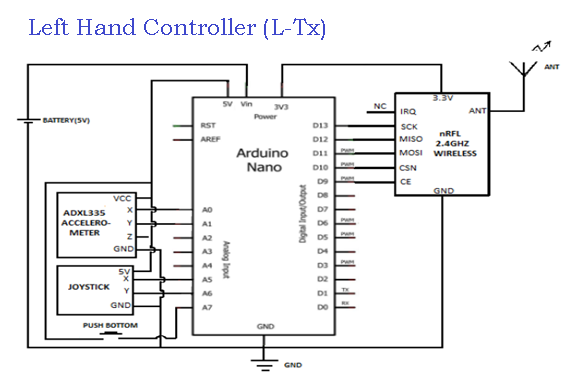 Left Hand Controller (L-Tx)
ANT
5V Vin 3V3
Power
3.3V
BATTERY(5V)
NC IRQ ANT
RST
AREF
Arduino
Nano
D13
D12
D11 PWM
D10 PWM
D9 PWM
D8
D7
D6 PWM
D5 PWM
D4
D3 PWM
D2
D1 TX
D0 RX
Digital Input/Output
SCK
MISO
MOSI
CSN
CE
nRFL
2.4GHZ
WIRELESS
GND
VCC
X
Y
Z
GND
ADXL335
ACCELERO-
METER
A0
A1
A2
A3
A4
A5
A6
A7
Analog Input
5V
X
Y
GND
JOYSTICK
PUSH BOTTOM
GND
GND